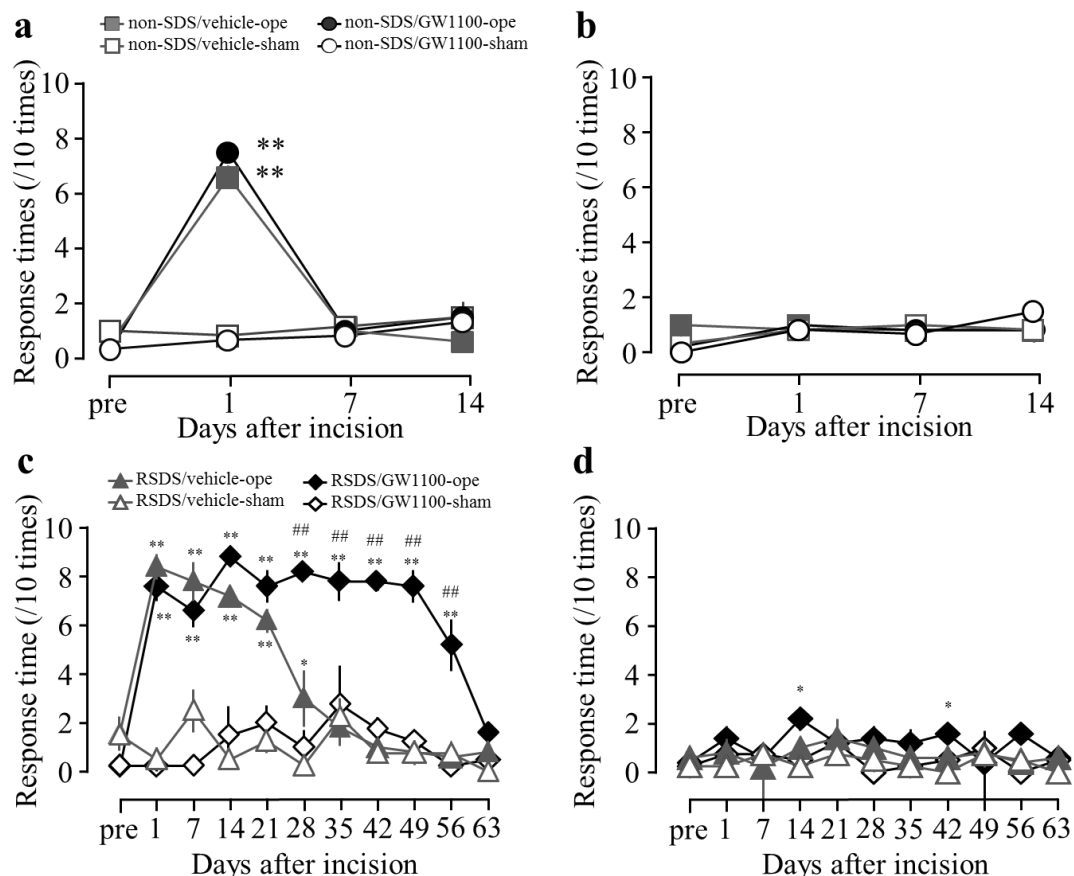 a
non-SDS/vehicle-ope
non-SDS/GW1100-ope
non-SDS/vehicle-sham
non-SDS/GW1100-sham
Response times (/10 times)
10
8
6
4
2
0
**
**
pre
1
7
14
Days after incision
b
Response times (/10 times)
10
8
6
4
2
0
pre
1
7
14
Days after incision
c
RSDS/vehicle-ope
RSDS/GW1100-ope
RSDS/vehicle-sham
RSDS/GW1100-sham
Response time (/10 times)
10
8
6
4
2
0
** ** ** ** ## ** ## ** ## ** ## ** ## **
** ** ** ** *
pre 1 7 14 21 28 35 42 49 56 63
Days after incision
d
Response time (/10 times)
10
8
6
4
2
0
* *
pre 1 7 14 21 28 35 42 49 56 63
Days after incision